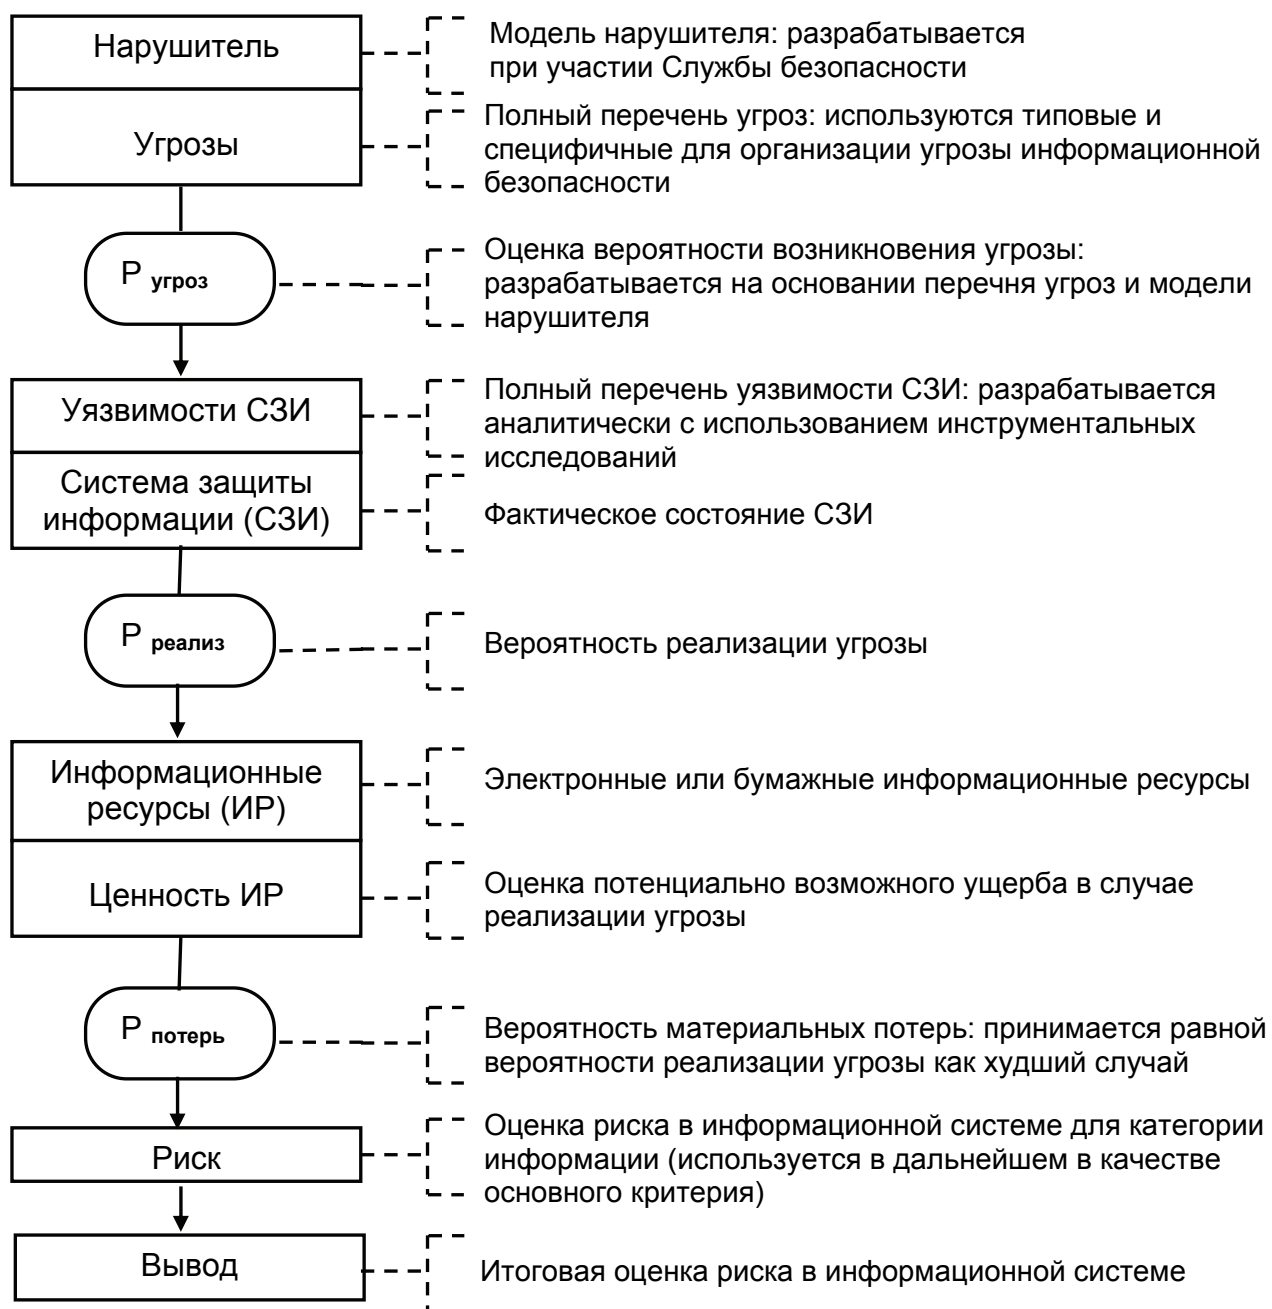 Нарушитель
Модель нарушителя: разрабатывается
при участии Службы безопасности
Угрозы
Полный перечень угроз: используются типовые и
специфичные для организации угрозы информационной
безопасности
Р угроз
Оценка вероятности возникновения угрозы:
разрабатывается на основании перечня угроз и модели
нарушителя
Уязвимости СЗИ
Полный перечень уязвимости СЗИ: разрабатывается
аналитически с использованием инструментальных
исследований
Система защиты
информации (СЗИ)
Фактическое состояние СЗИ
Р реализ
Вероятность реализации угрозы
Информационные
ресурсы (ИР)
Электронные или бумажные информационные ресурсы
Ценность ИР
Оценка потенциально возможного ущерба в случае
реализации угрозы
Р потерь
Вероятность материальных потерь: принимается равной
вероятности реализации угрозы как худший случай
Риск
Оценка риска в информационной системе для категории
информации (используется в дальнейшем в качестве
основного критерия)
Вывод
Итоговая оценка риска в информационной системе